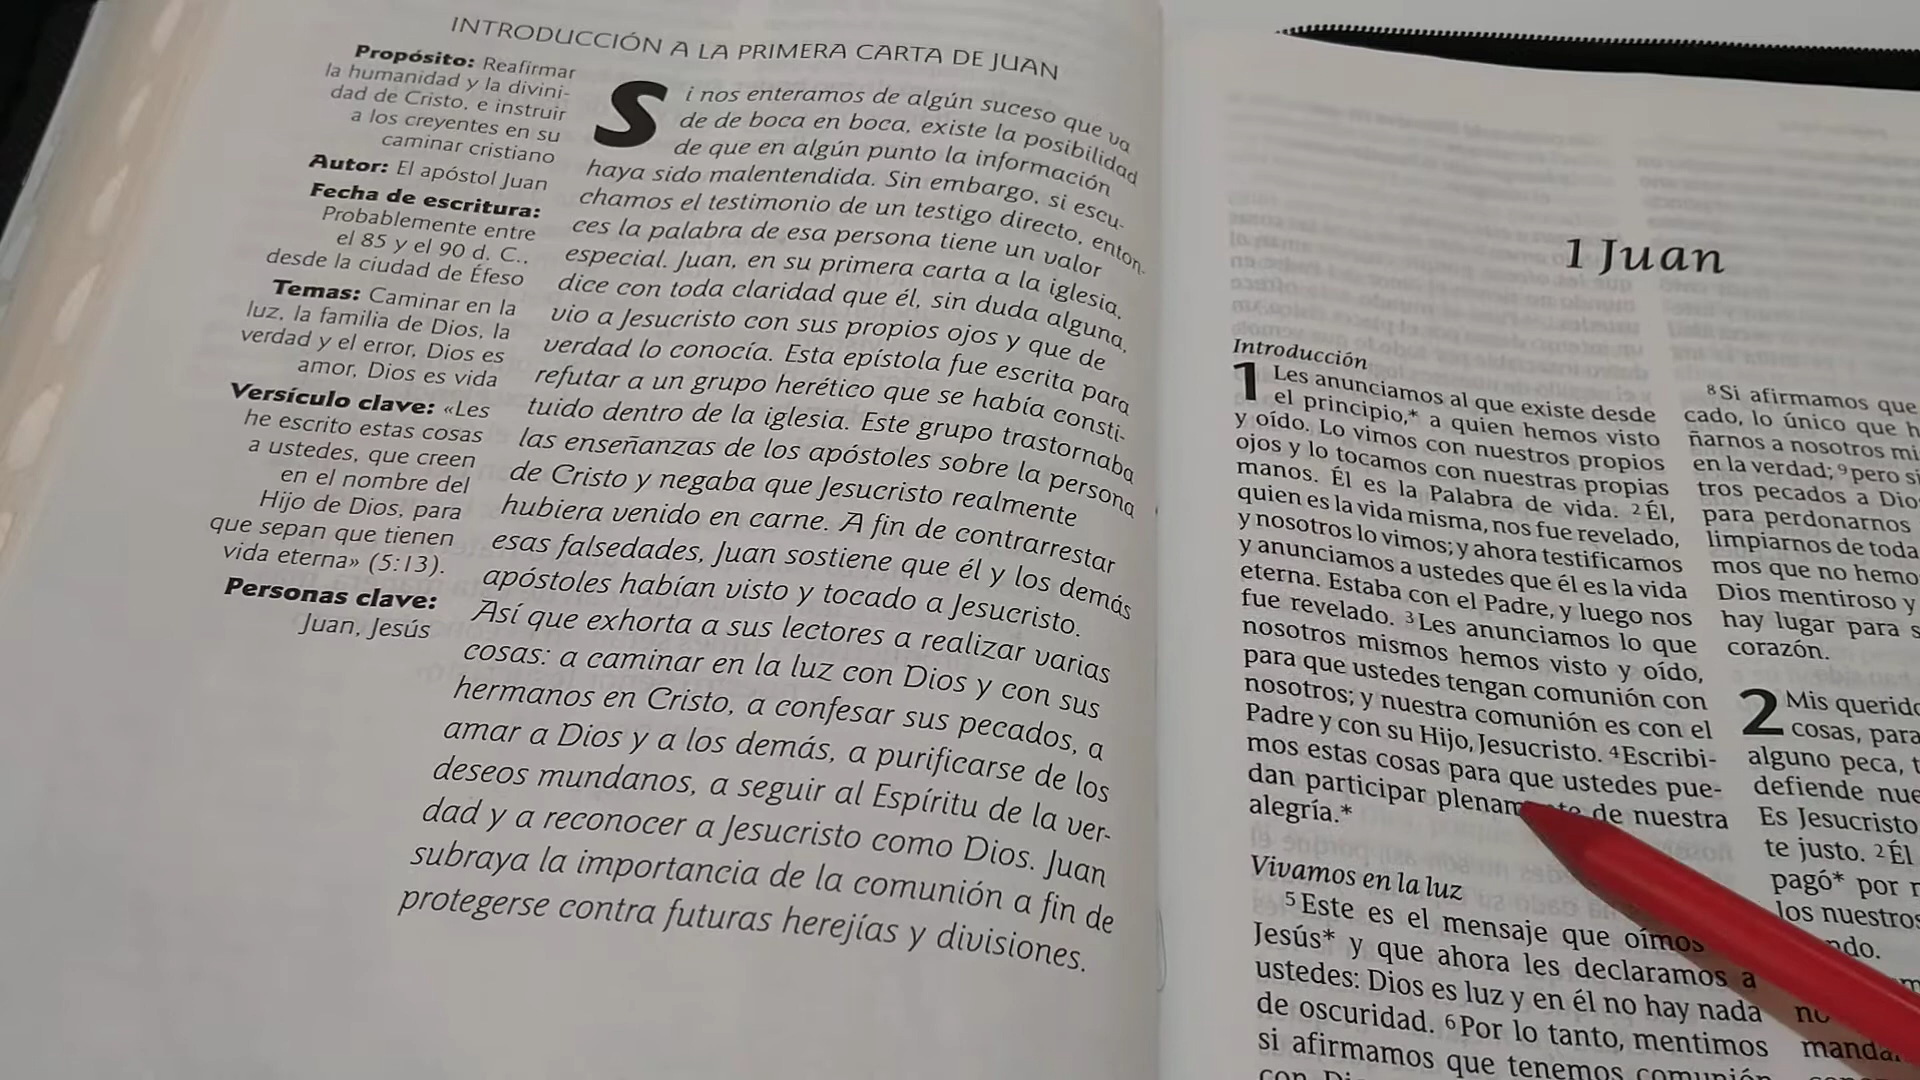 INTRODUCCIÓN A LA PRIMERA CARTA DE JUAN
Propósito: Reafirmar
la humanidad y la divini-
dad de Cristo, e instruir
a los creyentes en su
caminar cristiano
Autor: El apóstol Juan
Fecha de escritura:
Probablemente entre
el 85 y el 90 d. C.,
desde la ciudad de Éfeso
Temas: Caminar en la
luz, la familia de Dios, la
verdad y el error, Dios es
amor, Dios es vida
Versículo clave: «Les
he escrito estas cosas
a ustedes, que creen
en el nombre del
Hijo de Dios, para
que sepan que tienen
vida eterna» (5:13).
Personas clave:
Juan, Jesús
Si nos enteramos de algún suceso que va
de de boca en boca, existe la posibilidad
de que en algún punto la información
haya sido malentendida. Sin embargo, si escu-
chamos el testimonio de un testigo directo, enton-
ces la palabra de esa persona tiene un valor
especial. Juan, en su primera carta a la iglesia,
dice con toda claridad que él, sin duda alguna,
vio a Jesucristo con sus propios ojos y que de
verdad lo conocía. Esta epístola fue escrita para
refutar a un grupo herético que se había consti-
tuido dentro de la iglesia. Este grupo trastornaba
las enseñanzas de los apóstoles sobre la persona
de Cristo y negaba que Jesucristo realmente
hubiera venido en carne. A fin de contrarrestar
esas falsedades, Juan sostiene que él y los demás
apóstoles habían visto y tocado a Jesucristo.
Así que exhorta a sus lectores a realizar varias
cosas: a caminar en la luz con Dios y con sus
hermanos en Cristo, a confesar sus pecados, a
amar a Dios y a los demás, a purificarse de los
deseos mundanos, a seguir al Espíritu de la ver-
dad y a reconocer a Jesucristo como Dios. Juan
subraya la importancia de la comunión a fin de
protegerse contra futuras herejías y divisiones.
1 Juan
Introducción
1 Les anunciamos al que existe desde
el principio,* a quien hemos visto
y oído. Lo vimos con nuestros propios
ojos y lo tocamos con nuestras propias
manos. Él es la Palabra de vida. 2 Él,
quien es la vida misma, nos fue revelado,
y nosotros lo vimos; y ahora testificamos
y anunciamos a ustedes que él es la vida
eterna. Estaba con el Padre, y luego nos
fue revelado. 3 Les anunciamos lo que
nosotros mismos hemos visto y oído,
para que ustedes tengan comunión con
nosotros; y nuestra comunión es con el
Padre y con su Hijo, Jesucristo. 4 Escribi-
mos estas cosas para que ustedes pue-
dan participar de nuestra
alegría.*
Vivamos en la luz
5 Este es el mensaje que oímos
Jesús* y que ahora les declaramos a
ustedes: Dios es luz y en él no hay nada
de oscuridad. 6 Por lo tanto, mentimos
si afirmamos que tenemos comunión
con
8 Si afirmamos que
cado, lo único que
ñarnos a nosotros
en la verdad; 9 pero
tros pecados a
para perdonarnos
limpiarnos de toda
mos que no
Dios mentiroso y
hay lugar para
corazón.
2 Mis
cosas, para
alguno peca,
defiende
Es Jesucristo
te justo. 2 Él
pagó* por
los